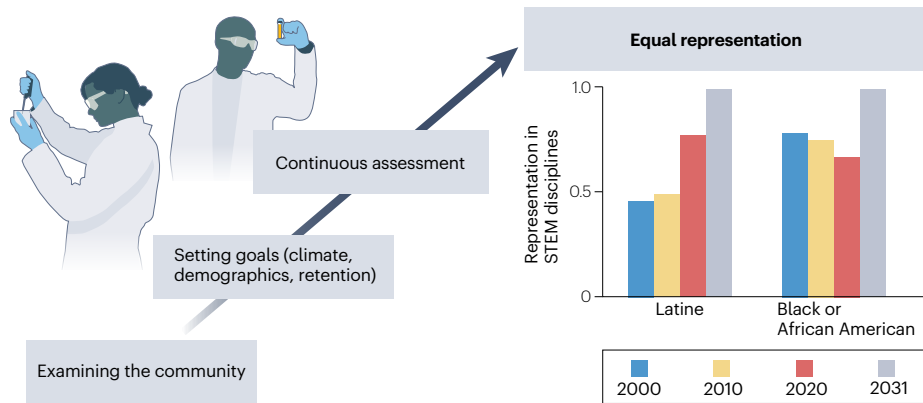 Equal representation
Continuous assessment
Setting goals (climate,
demographics, retention)
Examining the community
Representation in
STEM disciplines
1.0
0.5
0
Latine
Black or
African American
2000
2010
2020
2031